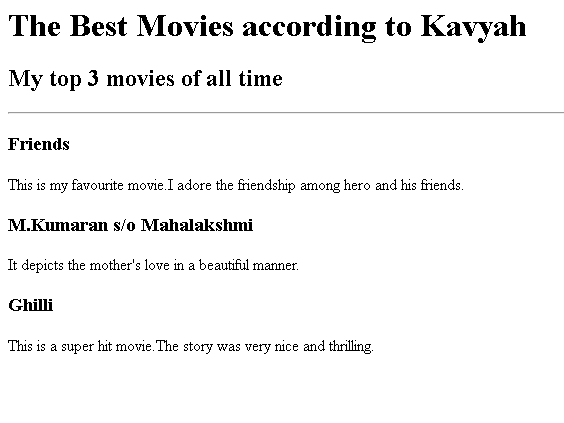 The Best Movies according to Kavyah
My top 3 movies of all time
Friends
This is my favourite movie.I adore the friendship among hero and his friends.
M.Kumaran s/o Mahalakshmi
It depicts the mother's love in a beautiful manner.
Ghilli
This is a super hit movie.The story was very nice and thrilling.